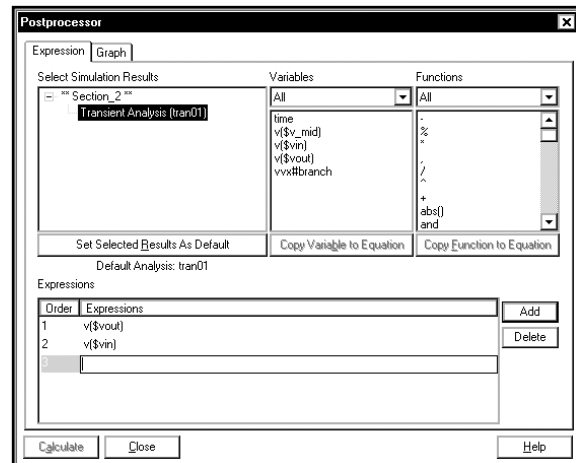 Postprocessor
Expression Graph
Select Simulation Results Variables Functions
** Section_2 ** All All
Transient Analysis (tran01)
time
v($v_mid)
v($vin)
v($vout)
vvx#branch
-
%
*
,
/
^
+
abs()
and
Set Selected Results As Default Copy Variable to Equation Copy Function to Equation
Default Analysis: tran01
Expressions
Order Expressions
1 v($vout)
2 v($vin)
3
Add
Delete
Calculate Close Help